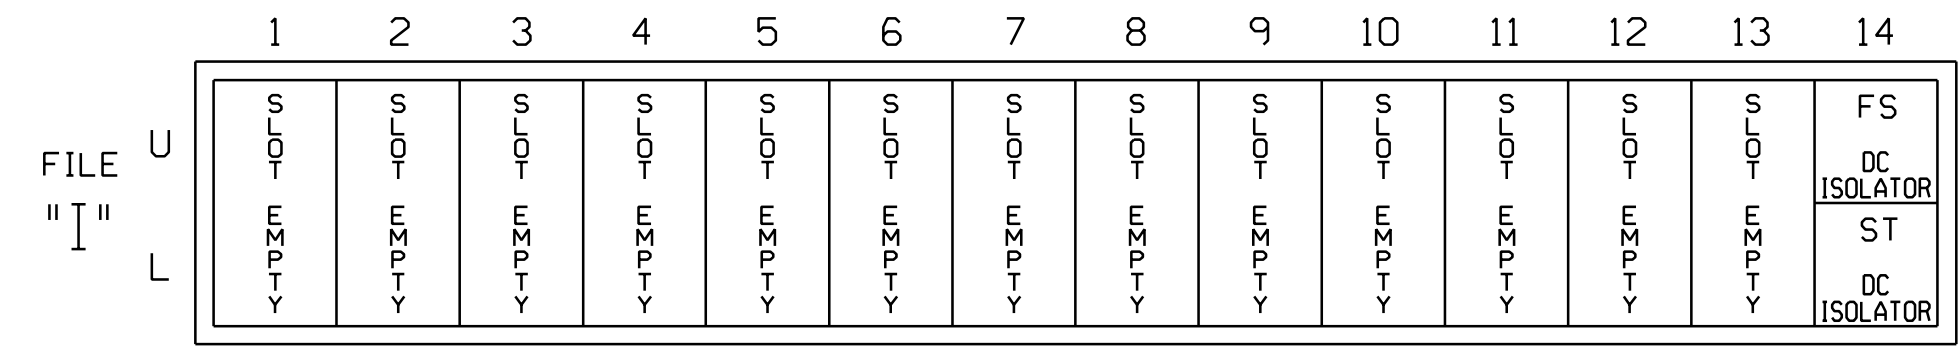 1 2 3 4 5 6 7 8 9 10 11 12 13 14
FILE
"I"
U
L
SLOT EMPTY
SLOT EMPTY
SLOT EMPTY
SLOT EMPTY
SLOT EMPTY
SLOT EMPTY
SLOT EMPTY
SLOT EMPTY
SLOT EMPTY
SLOT EMPTY
SLOT EMPTY
SLOT EMPTY
SLOT EMPTY
FS
DC
ISOLATOR
ST
DC
ISOLATOR